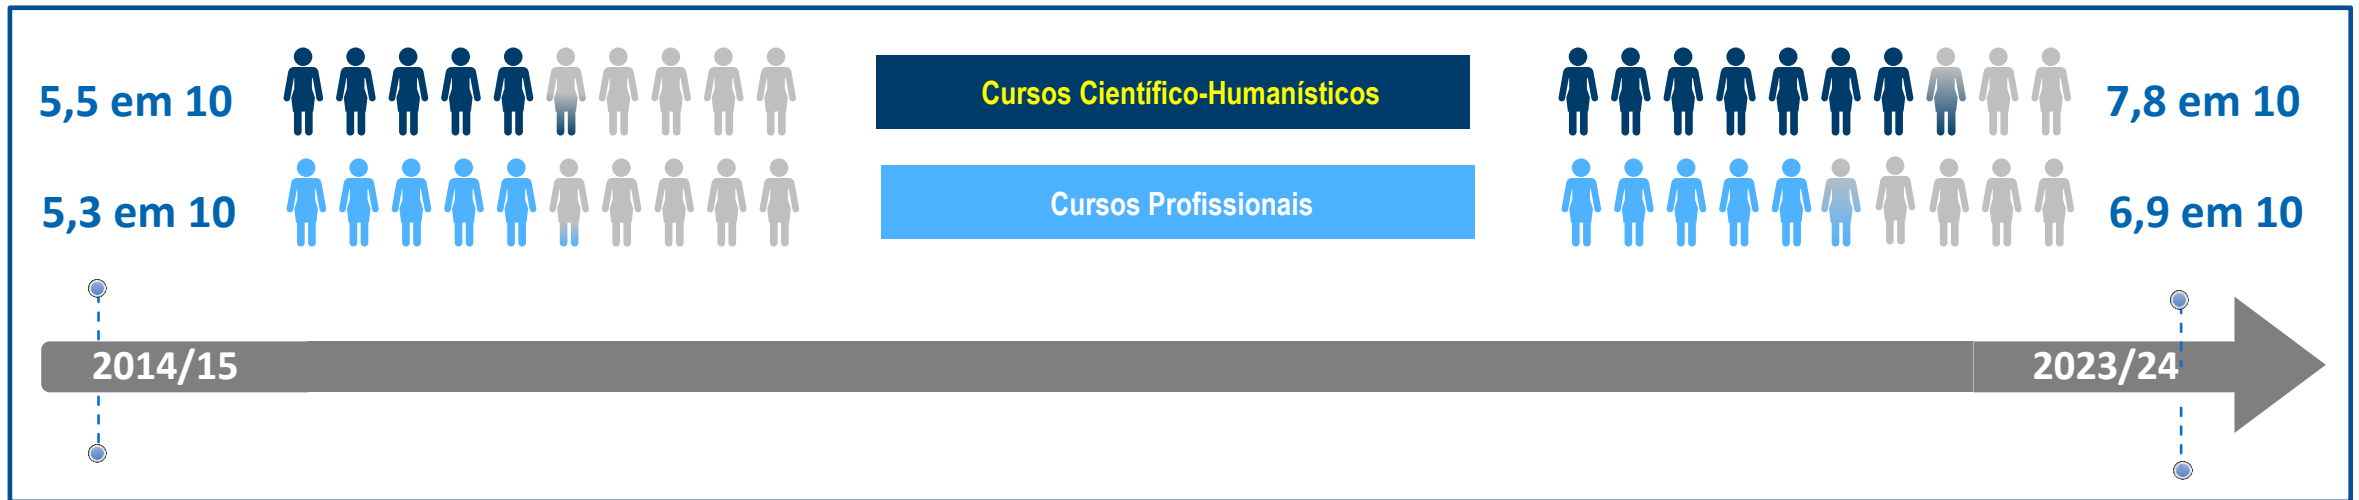 5,5 em 10
Cursos Científico-Humanísticos
7,8 em 10
5,3 em 10
Cursos Profissionais
6,9 em 10
2014/15
2023/24